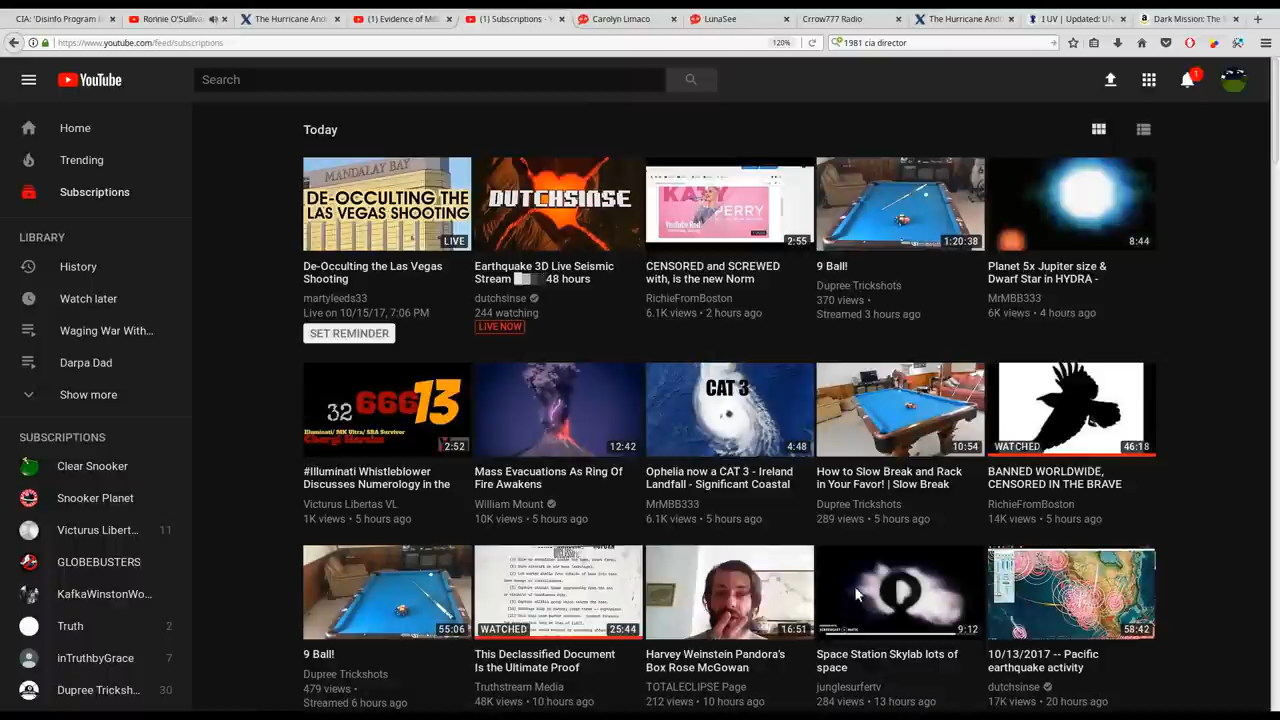 CIA: 'Disinfo Program
Ronnie O'Sulliva
The Hurricane And
(1) Evidence of Mil
(1) Subscriptions - Y
Carolyn Limaco
LunaSee
Crrow777 Radio
The Hurricane And
I UV | Updated: UN
Dark Mission: The S
https://www.youtube.com/feed/subscriptions
120%
1981 cia director
YouTube
Search
1
Home
Trending
Subscriptions
LIBRARY
History
Watch later
Waging War With...
Darpa Dad
Show more
SUBSCRIPTIONS
Clear Snooker
Snooker Planet
Victurus Libert... 11
GLOBEBUSTERS
KafkaWinstonWo...
Truth 2
inTruthbyGrace 7
Dupree Tricksh... 30
Today
MANDALAY BAY
DE-OCCULTING THE
LAS VEGAS SHOOTING
LIVE
De-Occulting the Las Vegas
Shooting
martyleeds33
Live on 10/15/17, 7:06 PM
SET REMINDER
DUTCHSINSE
Earthquake 3D Live Seismic
Stream 48 hours
dutchsinse
244 watching
LIVE NOW
KATY
PERRY
YouTube Red
2:55
CENSORED and SCREWED
with, is the new Norm
RichieFromBoston
6.1K views • 2 hours ago
1:20:38
9 Ball!
Dupree Trickshots
370 views •
Streamed 3 hours ago
8:44
Planet 5x Jupiter size &
Dwarf Star in HYDRA -
MrMBB333
6K views • 4 hours ago
32 666 13
Illuminati/ MK Ultra/ SRA Survivor
2:52
#Illuminati Whistleblower
Discusses Numerology in the
Victurus Libertas VL
1K views • 5 hours ago
12:42
Mass Evacuations As Ring Of
Fire Awakens
William Mount
10K views • 5 hours ago
CAT 3
4:48
Ophelia now a CAT 3 - Ireland
Landfall - Significant Coastal
MrMBB333
6.1K views • 5 hours ago
10:54
How to Slow Break and Rack
in Your Favor! | Slow Break
Dupree Trickshots
289 views • 5 hours ago
WATCHED
46:18
BANNED WORLDWIDE,
CENSORED IN THE BRAVE
RichieFromBoston
14K views • 5 hours ago
55:06
9 Ball!
Dupree Trickshots
479 views •
Streamed 6 hours ago
WATCHED
25:44
This Declassified Document
Is the Ultimate Proof
Truthstream Media
48K views • 10 hours ago
16:51
Harvey Weinstein Pandora's
Box Rose McGowan
TOTALECLIPSE Page
212 views • 10 hours ago
9:12
Space Station Skylab lots of
space
junglesurfertv
284 views • 13 hours ago
58:42
10/13/2017 -- Pacific
earthquake activity
dutchsinse
17K views • 20 hours ago